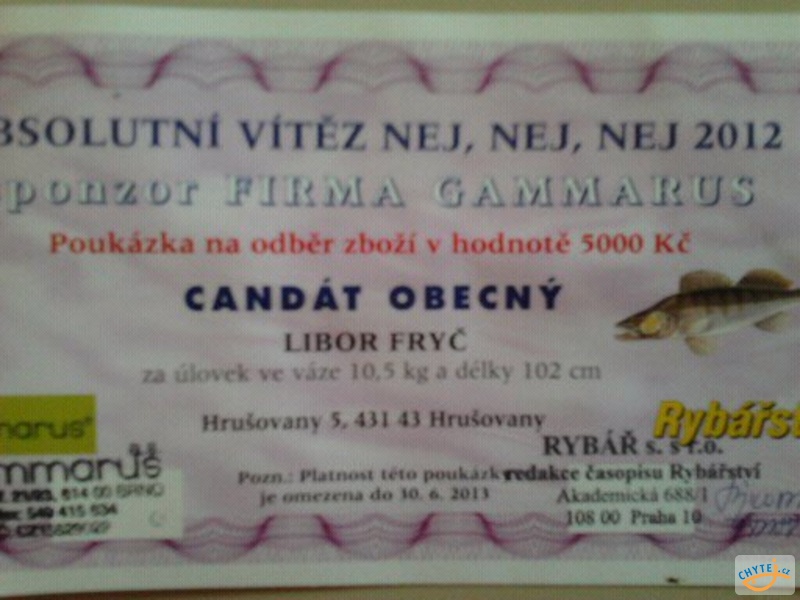 BSOLUTNÍ VÍTĚZ NEJ, NEJ, NEJ 2012
ponzor FIRMA GAMMARUS
Poukázka na odběr zboží v hodnotě 5000 Kč
CANDÁT OBECNÝ
LIBOR FRYČ
za úlovek ve váze 10,5 kg a délky 102 cm
Hrušovany 5, 431 43 Hrušovany
marus®
Rybářst
a.s.
mmarus
RYBÁŘ s. s r.o.
Pozn.: Platnost této poukázky
je omezena do 30. 6. 2013
redakce časopisu Rybářství
Akademická 688/1
108 00 Praha 10
614 00 BRNO
CHYTEJ.cz